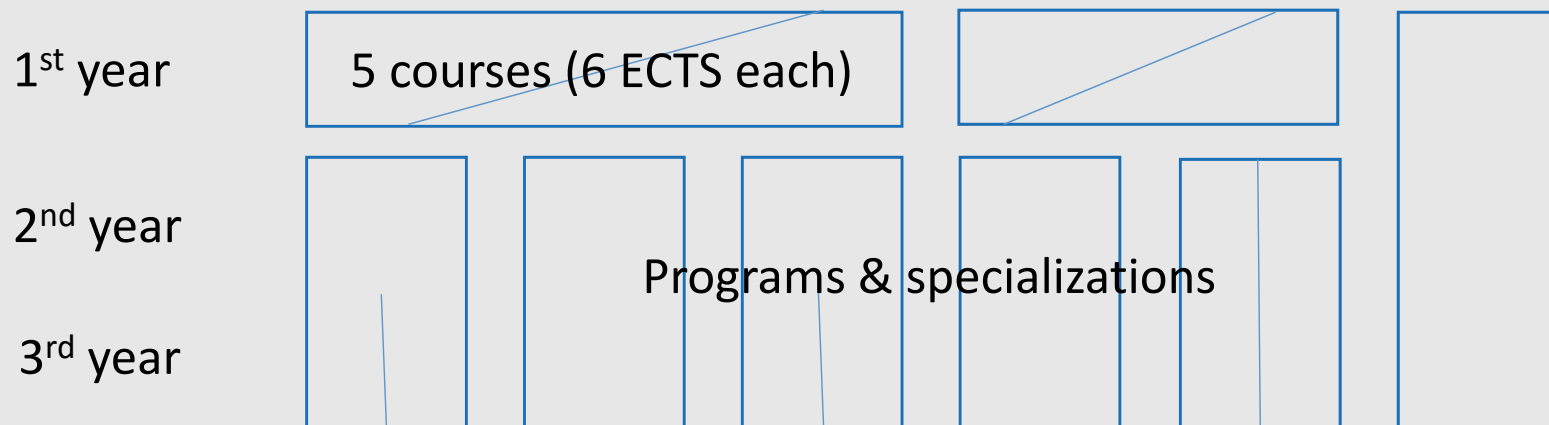 1st year
5 courses (6 ECTS each)
2nd year
Programs & specializations
3rd year